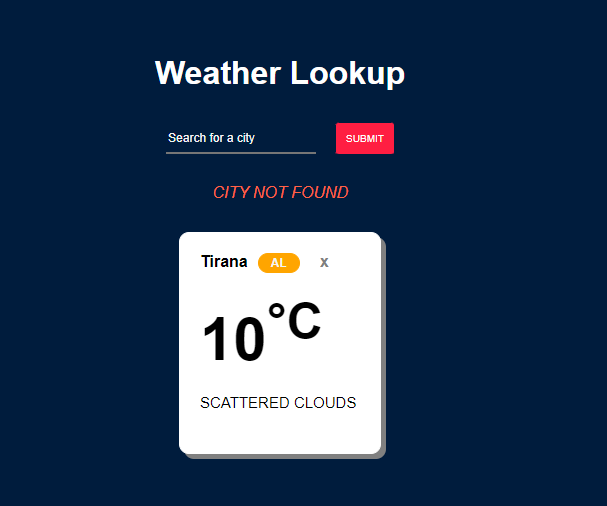 Weather Lookup
Search for a city SUBMIT
CITY NOT FOUND
Tirana AL x
10°C
SCATTERED CLOUDS